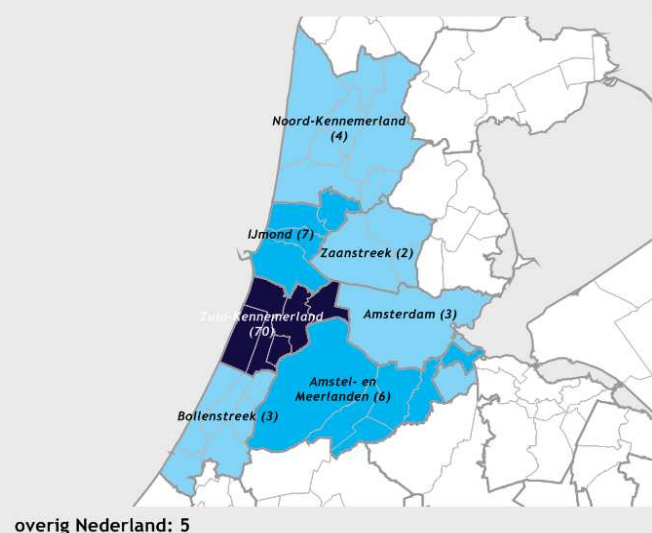 Noord-Kennemerland
(4)
IJmond (7)
Zaanstreek (2)
Zuid-Kennemerland
(70)
Amsterdam (3)
Amstel- en
Meerlanden (6)
Bollenstreek (3)
overig Nederland: 5